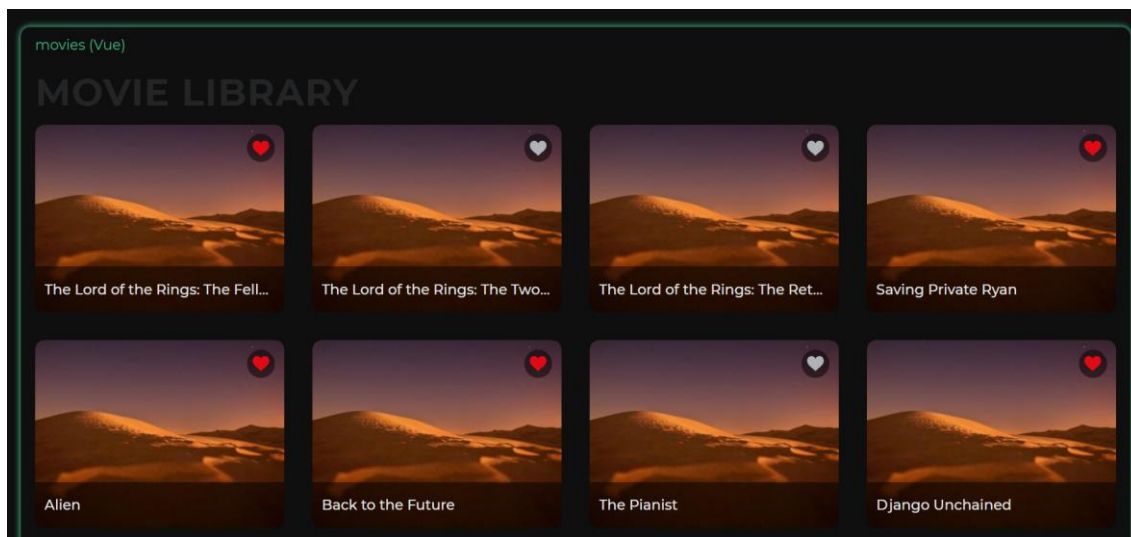 movies (Vue)
MOVIE LIBRARY
The Lord of the Rings: The Fell...
The Lord of the Rings: The Two...
The Lord of the Rings: The Ret...
Saving Private Ryan
Alien
Back to the Future
The Pianist
Django Unchained